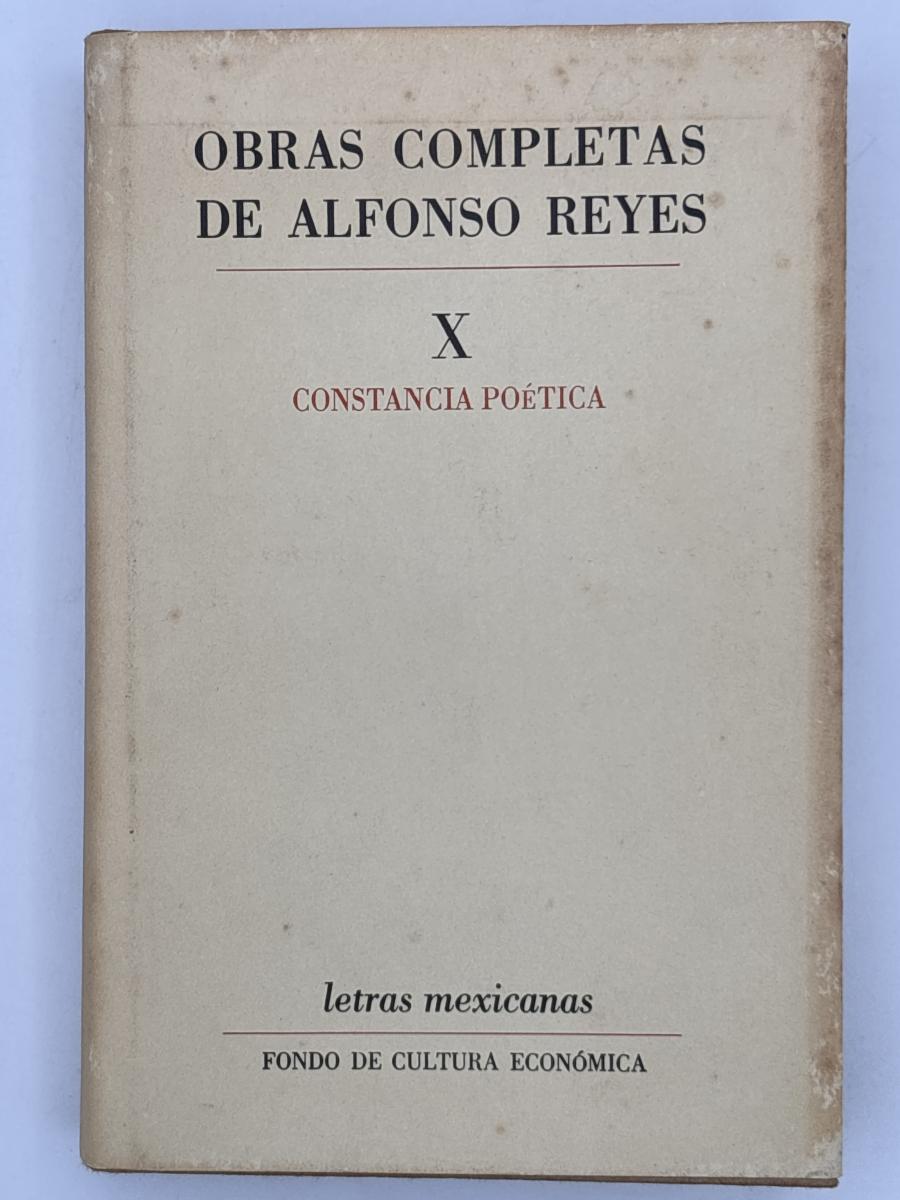 OBRAS COMPLETAS
DE ALFONSO REYES
X
CONSTANCIA POÉTICA
letras mexicanas
FONDO DE CULTURA ECONÓMICA